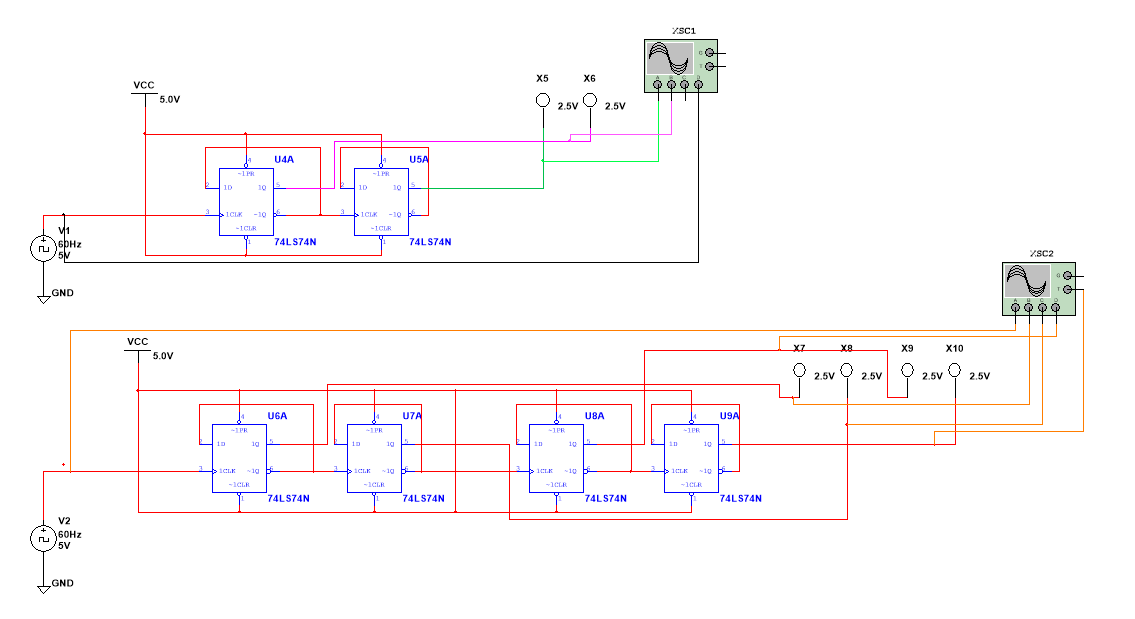 XSC1
G
T
A B C D
X5 X6
2.5V 2.5V
VCC
5.0V
U4A U5A
4 4
~1PR ~1PR
2 1D 1Q 5 2 1D 1Q 5
3 1CLK ~1Q 6 3 1CLK ~1Q 6
~1CLR ~1CLR
1 74LS74N 1 74LS74N
V1
60Hz
5V
GND
XSC2
G
T
A B C D
VCC
5.0V
X7 X8 X9 X10
2.5V 2.5V 2.5V 2.5V
U6A U7A U8A U9A
4 4 4 4
~1PR ~1PR ~1PR ~1PR
2 1D 1Q 5 2 1D 1Q 5 2 1D 1Q 5 2 1D 1Q 5
3 1CLK ~1Q 6 3 1CLK ~1Q 6 3 1CLK ~1Q 6 3 1CLK ~1Q 6
~1CLR ~1CLR ~1CLR ~1CLR
1 74LS74N 1 74LS74N 1 74LS74N 1 74LS74N
V2
60Hz
5V
GND